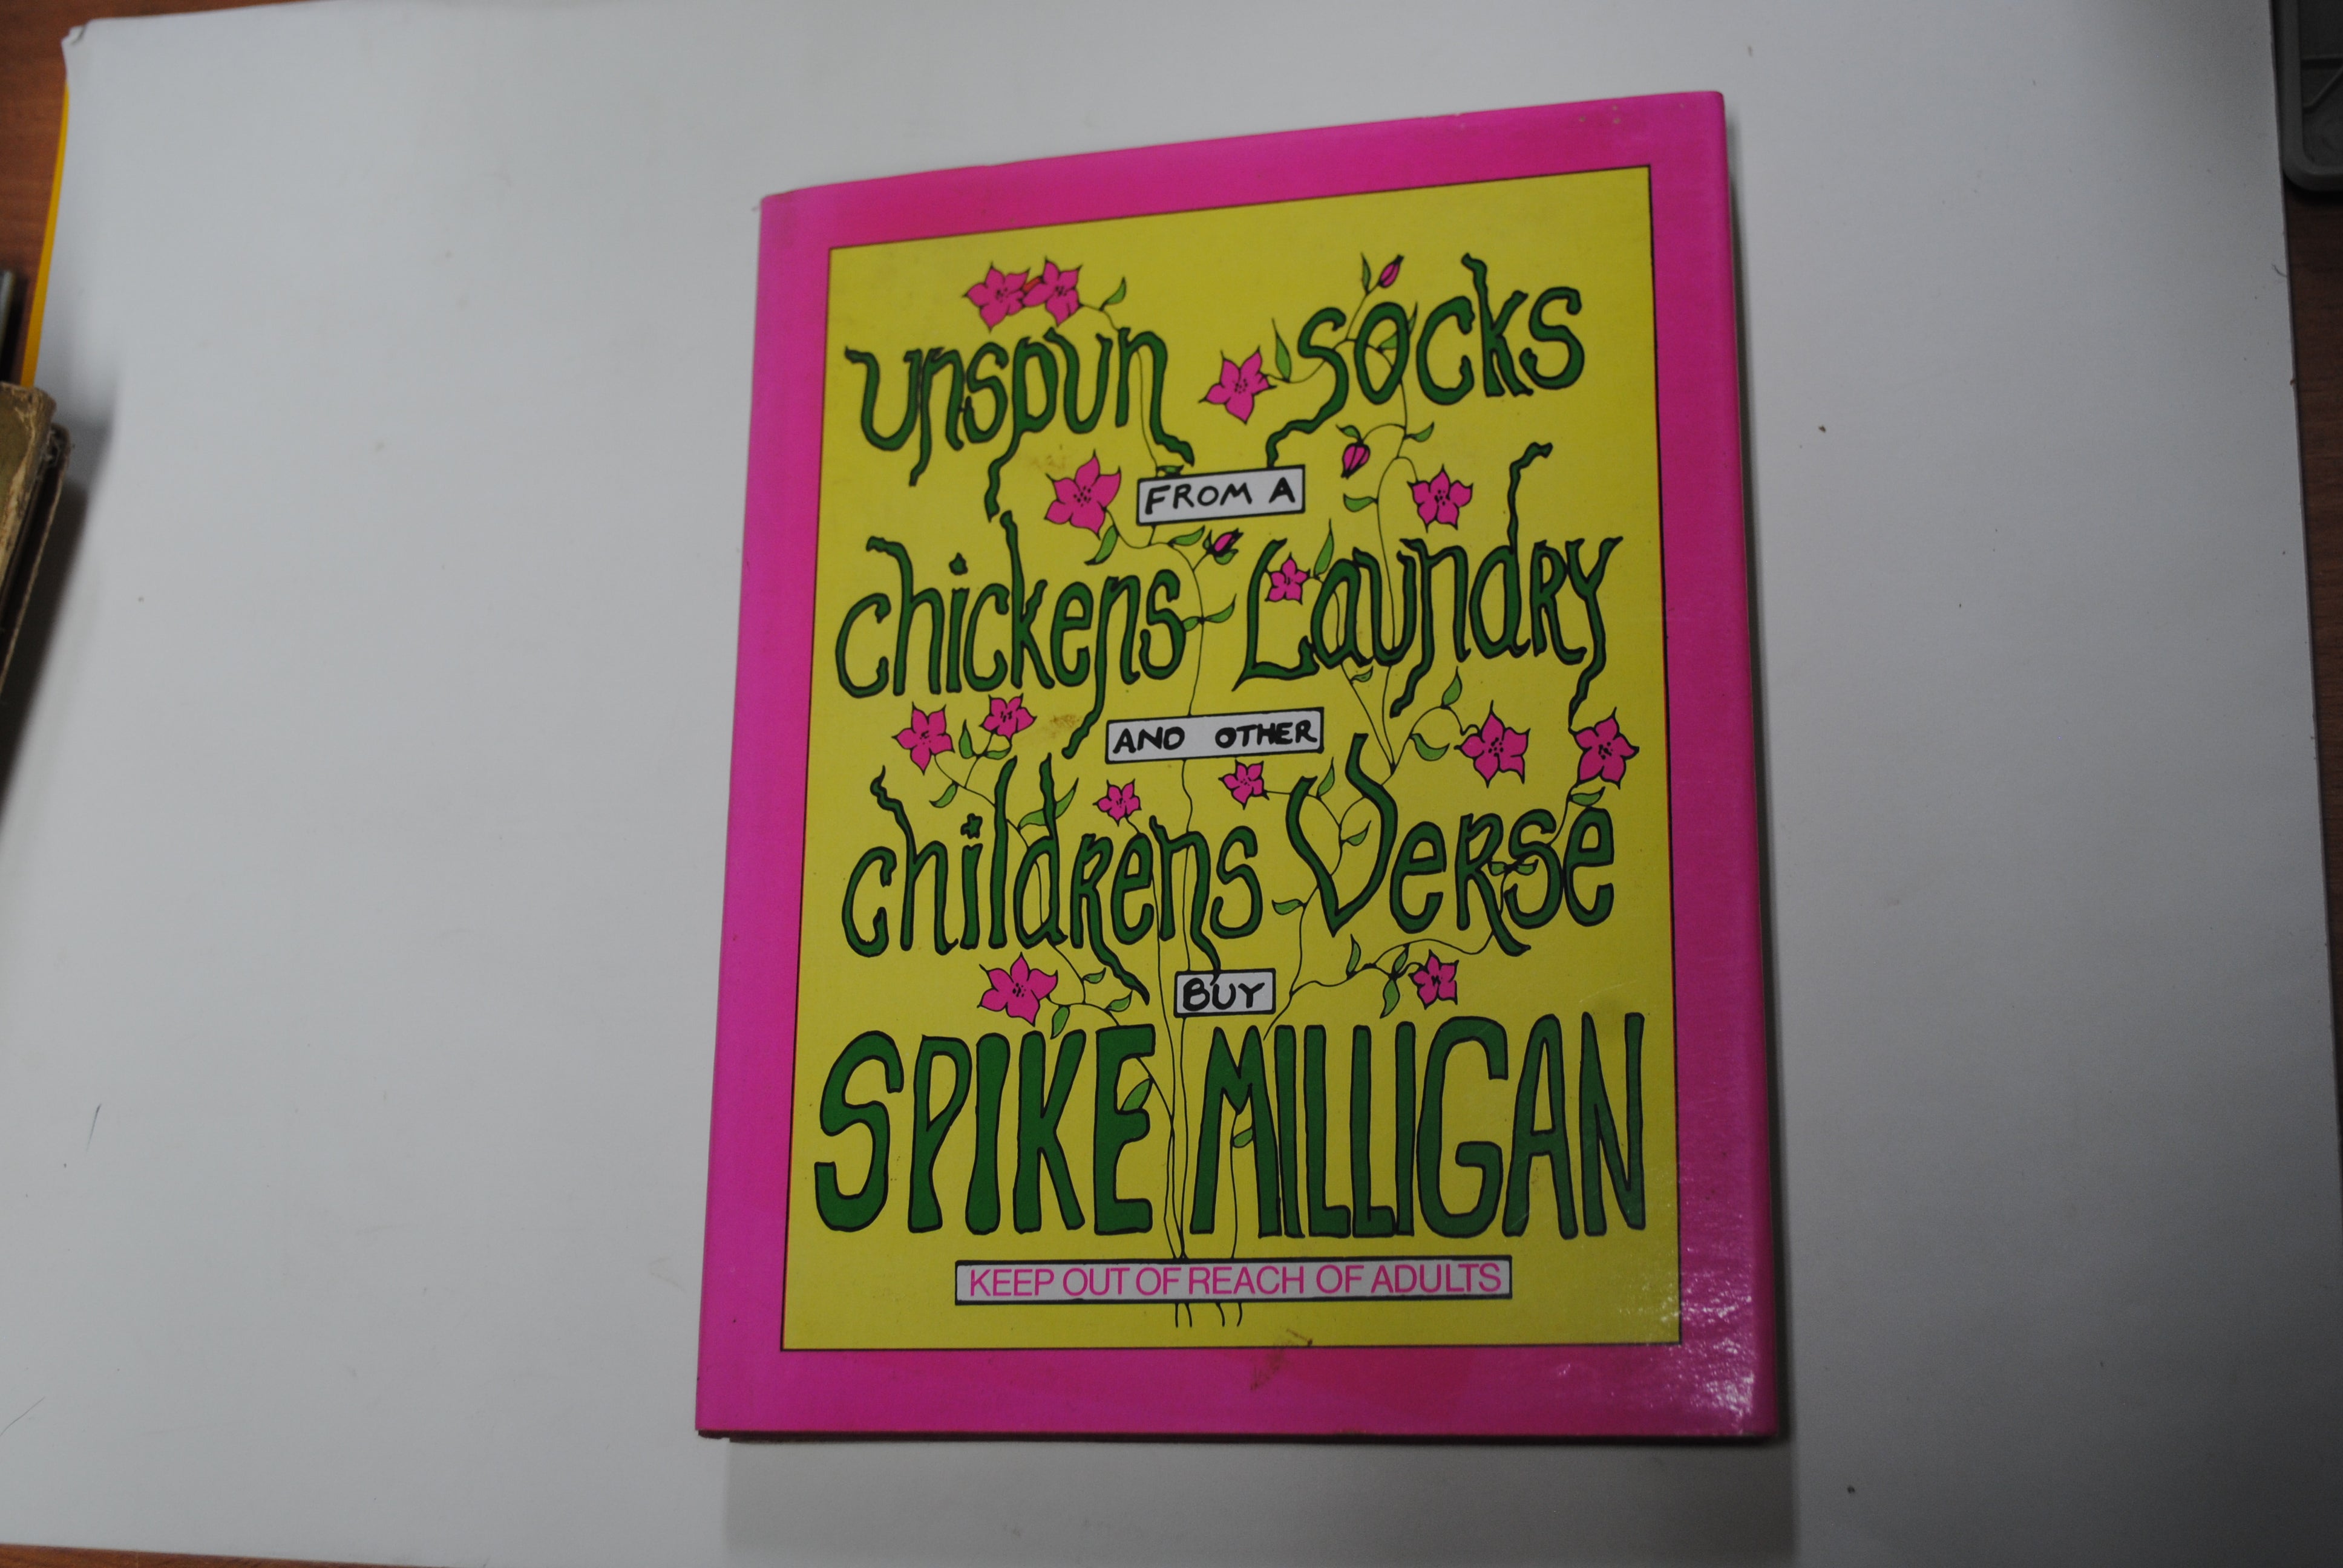 unspun socks
FROM A
chickens Laundry
AND OTHER
childrens Verse
BUY
SPIKE MILLIGAN
KEEP OUT OF REACH OF ADULTS